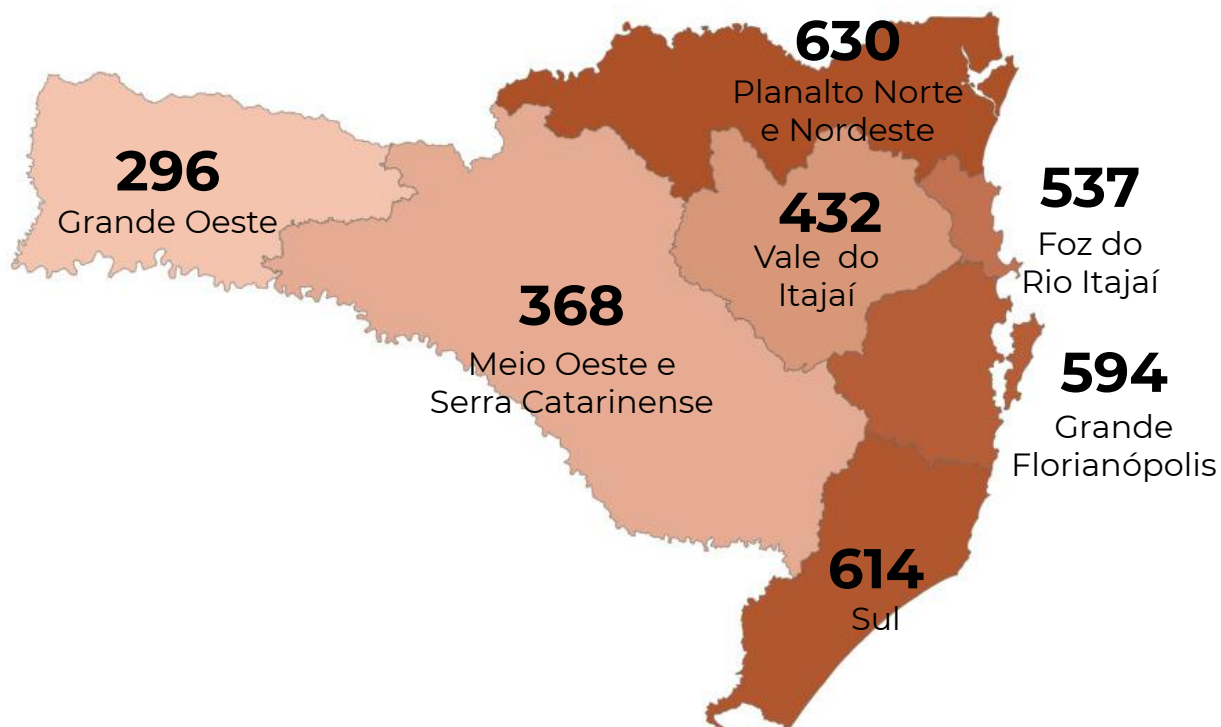 630
Planalto Norte
e Nordeste
296
Grande Oeste
432
Vale do
Itajaí
537
Foz do
Rio Itajaí
368
Meio Oeste e
Serra Catarinense
594
Grande
Florianópolis
614
Sul